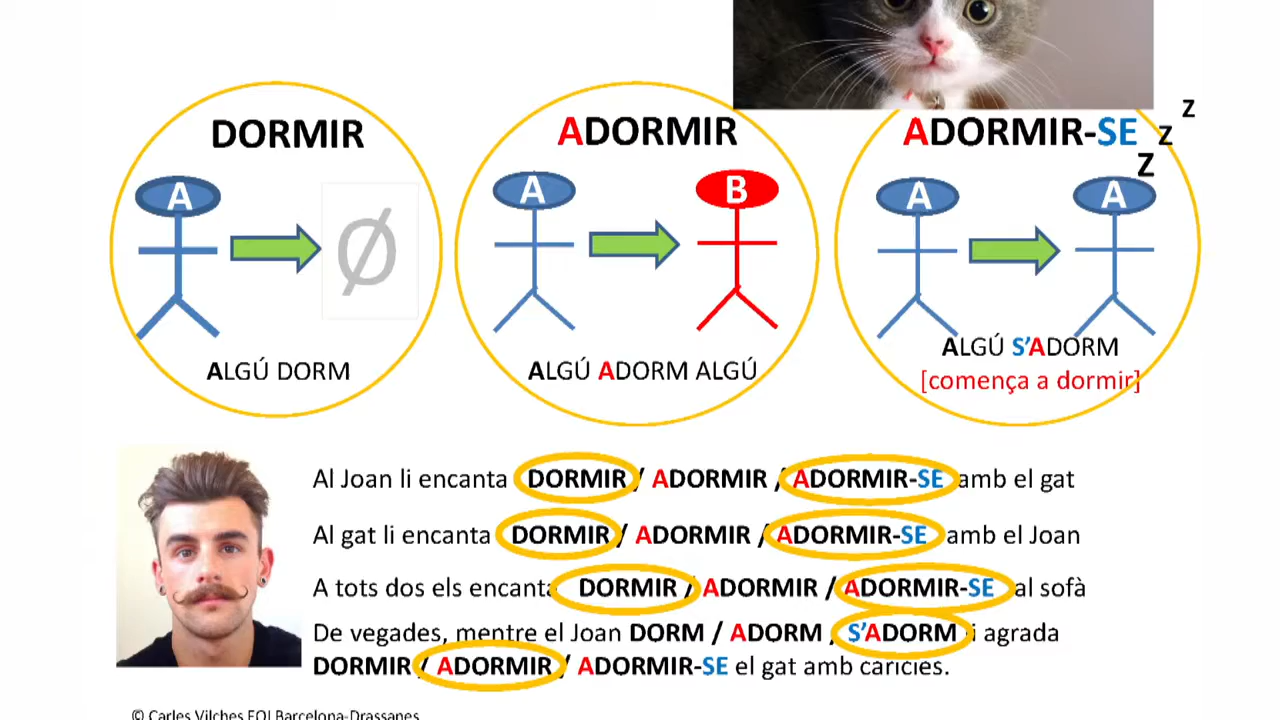 DORMIR
A
Ø
ALGÚ DORM
ADORMIR
A
B
ALGÚ ADORM ALGÚ
ADORMIR-SE
Z
Z
Z
A
A
ALGÚ S'ADORM
[comença a dormir]
Al Joan li encanta DORMIR / ADORMIR / ADORMIR-SE amb el gat
Al gat li encanta DORMIR / ADORMIR / ADORMIR-SE amb el Joan
A tots dos els encanta DORMIR / ADORMIR / ADORMIR-SE al sofà
De vegades, mentre el Joan DORM / ADORM / S'ADORM li agrada
DORMIR / ADORMIR / ADORMIR-SE el gat amb carícies.
© Carles Vilches EOI Barcelona-Drassanes